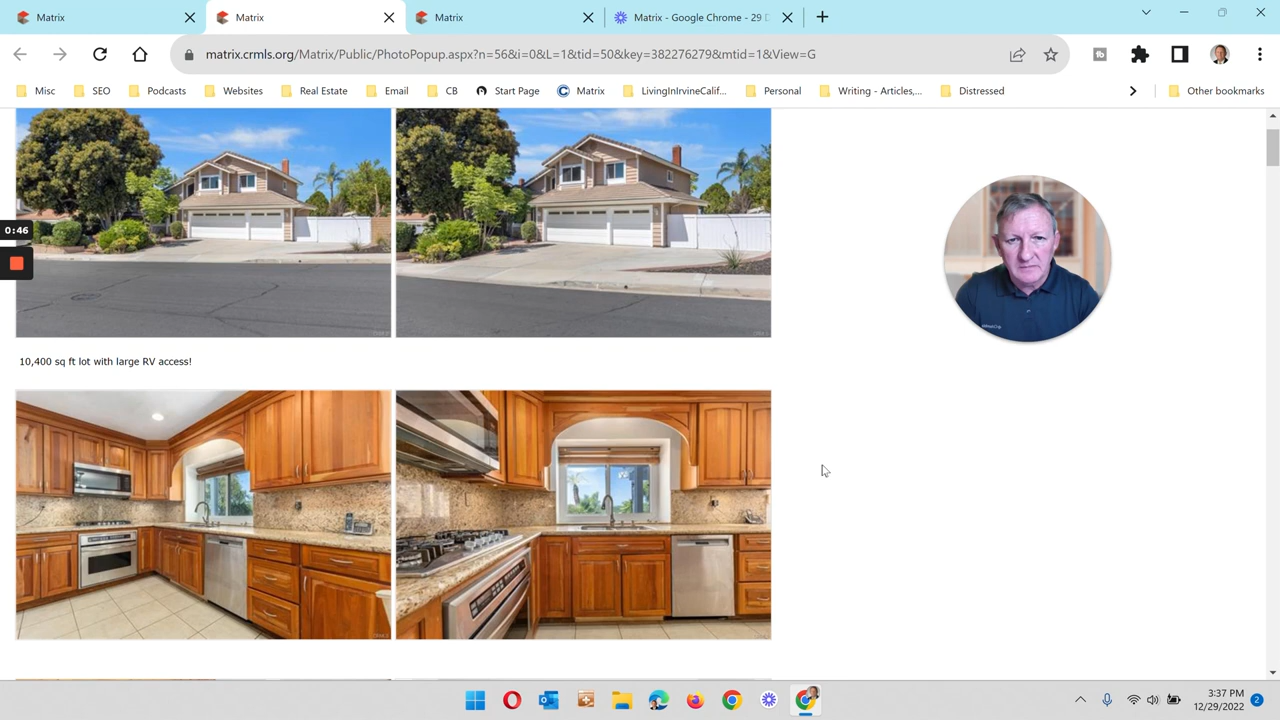 Matrix
Matrix
Matrix
Matrix - Google Chrome - 29 D
matrix.crmls.org/Matrix/Public/PhotoPopup.aspx?n=56&i=0&L=1&tid=50&key=382276279&mtid=1&View=G
Misc
SEO
Podcasts
Websites
Real Estate
Email
CB
Start Page
Matrix
LivingInIrvineCalif...
Personal
Writing - Articles,...
Distressed
Other bookmarks
0:46
10,400 sq ft lot with large RV access!
3:37 PM
12/29/2022
2